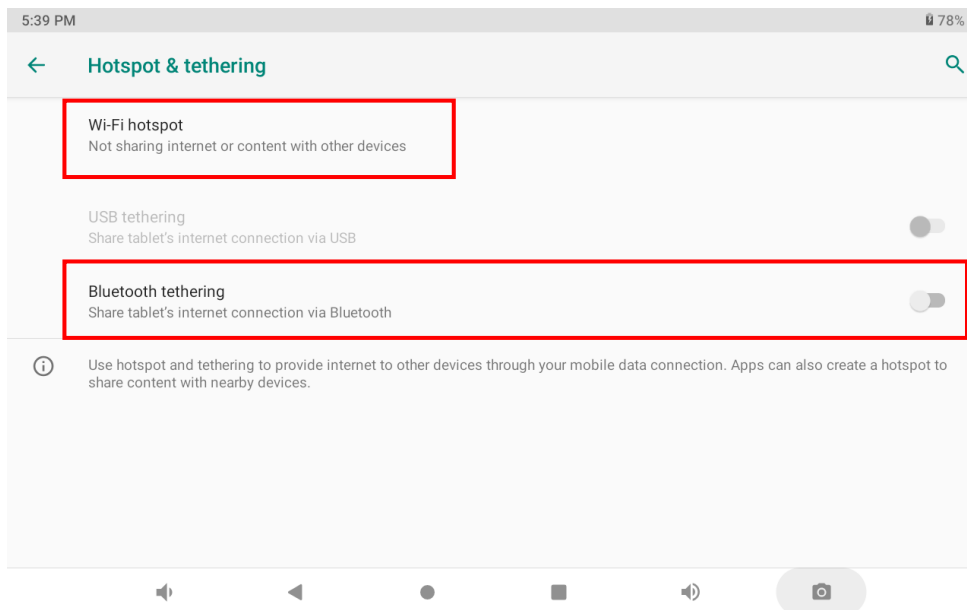 5:39 PM 78%
Hotspot & tethering
Wi-Fi hotspot
Not sharing internet or content with other devices
USB tethering
Share tablet's internet connection via USB
Bluetooth tethering
Share tablet's internet connection via Bluetooth
Use hotspot and tethering to provide internet to other devices through your mobile data connection. Apps can also create a hotspot to
share content with nearby devices.